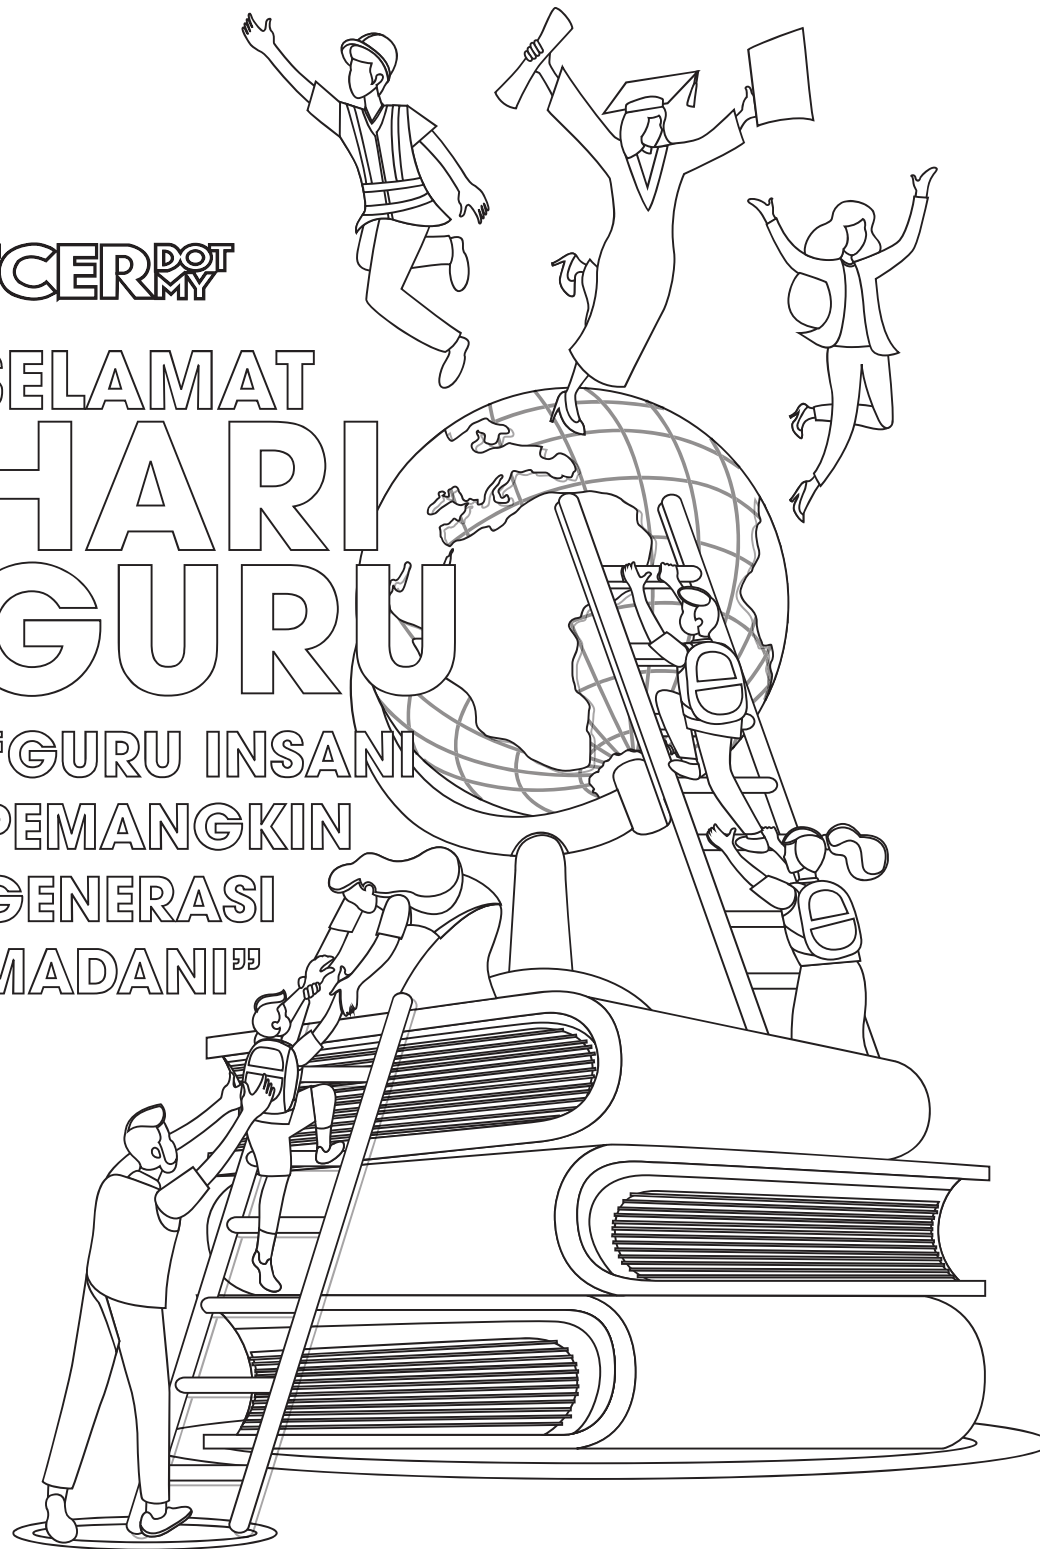 CER DOT MY
SELAMAT
HARI
GURU
“GURU INSANI
PEMANGKIN
GENERASI
MADANI”